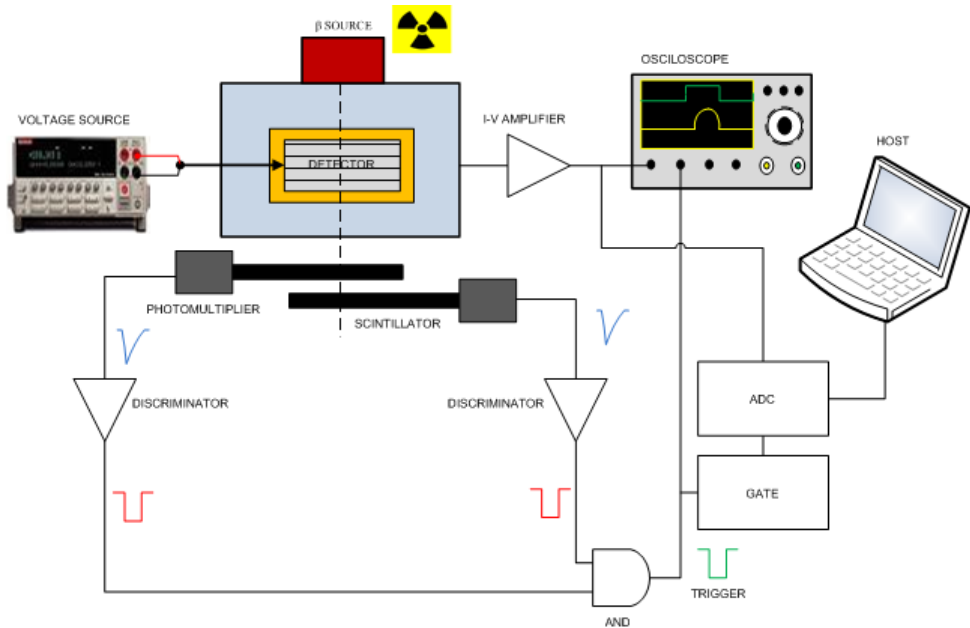 β SOURCE
OSCILOSCOPE
VOLTAGE SOURCE
I-V AMPLIFIER
HOST
DETECTOR
PHOTOMULTIPLIER
SCINTILLATOR
DISCRIMINATOR
DISCRIMINATOR
ADC
GATE
TRIGGER
AND